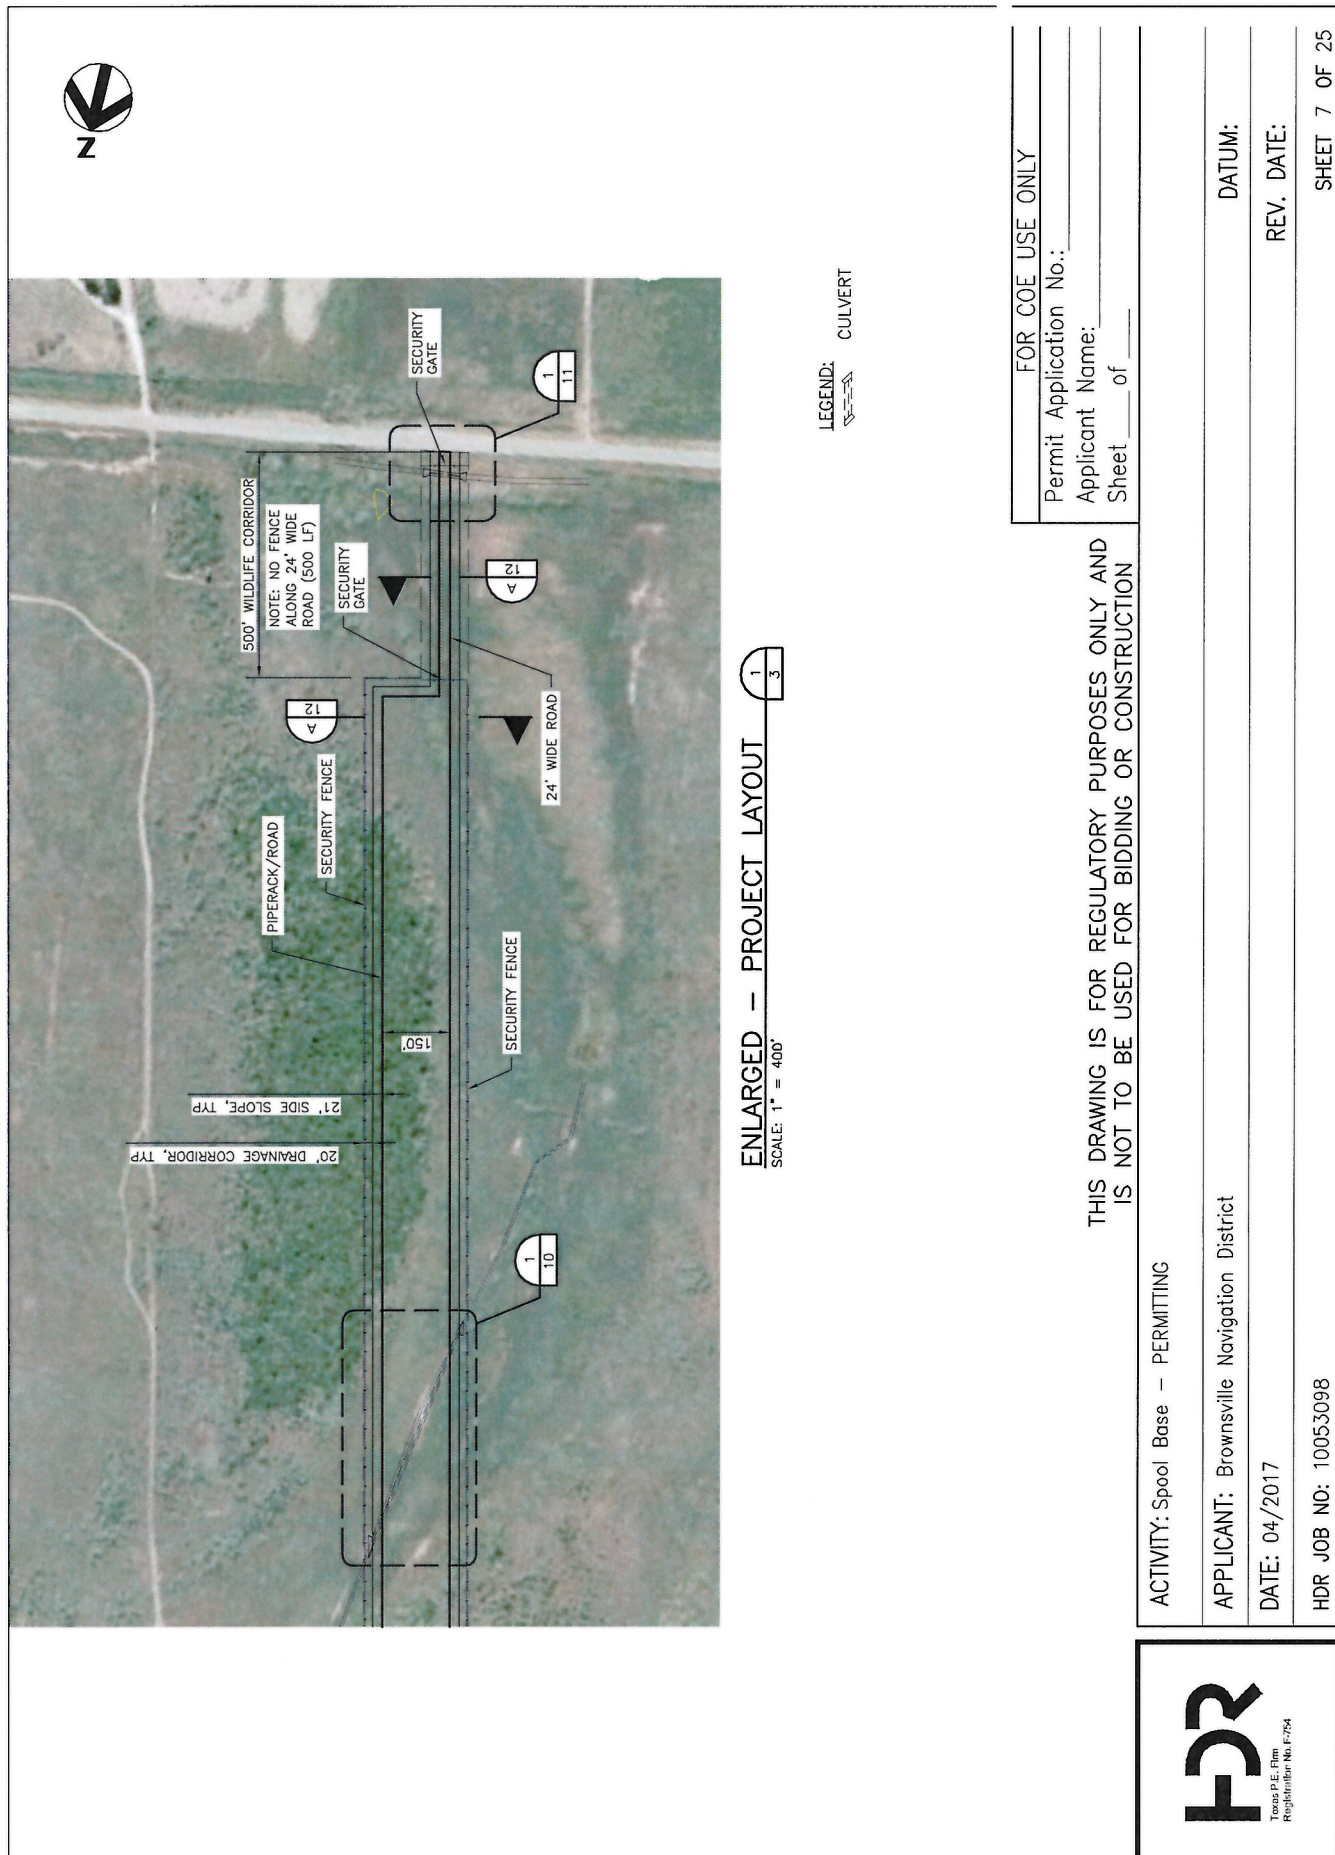 N
500' WILDLIFE CORRIDOR
NOTE: NO FENCE
ALONG 24' WIDE
ROAD (500 LF)
SECURITY
GATE
SECURITY
GATE
1
11
A
12
A
12
PIPERACK/ROAD
SECURITY FENCE
24' WIDE ROAD
SECURITY FENCE
150'
21' SIDE SLOPE, TYP
20' DRAINAGE CORRIDOR, TYP
1
10
ENLARGED – PROJECT LAYOUT
SCALE: 1" = 400'
1
3
LEGEND:
CULVERT
THIS DRAWING IS FOR REGULATORY PURPOSES ONLY AND
IS NOT TO BE USED FOR BIDDING OR CONSTRUCTION
FOR COE USE ONLY
Permit Application No.:
Applicant Name:
Sheet ____ of ____
HDR
Texas P.E. Firm
Registration No. F-754
ACTIVITY: Spool Base – PERMITTING
APPLICANT: Brownsville Navigation District
DATUM:
DATE: 04/2017
REV. DATE:
HDR JOB NO: 10053098
SHEET 7 OF 25